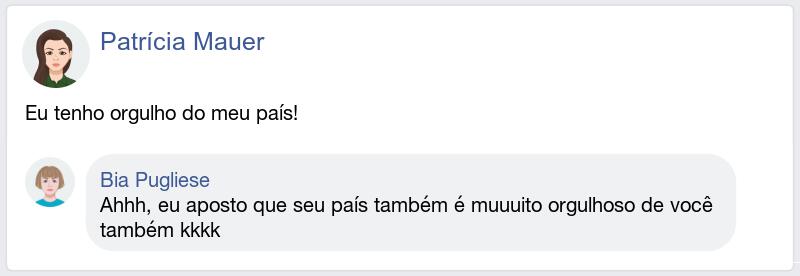 Patrícia Mauer
Eu tenho orgulho do meu país!
Bia Pugliese
Ahhh, eu aposto que seu país também é muuuito orgulhoso de você
também kkkk